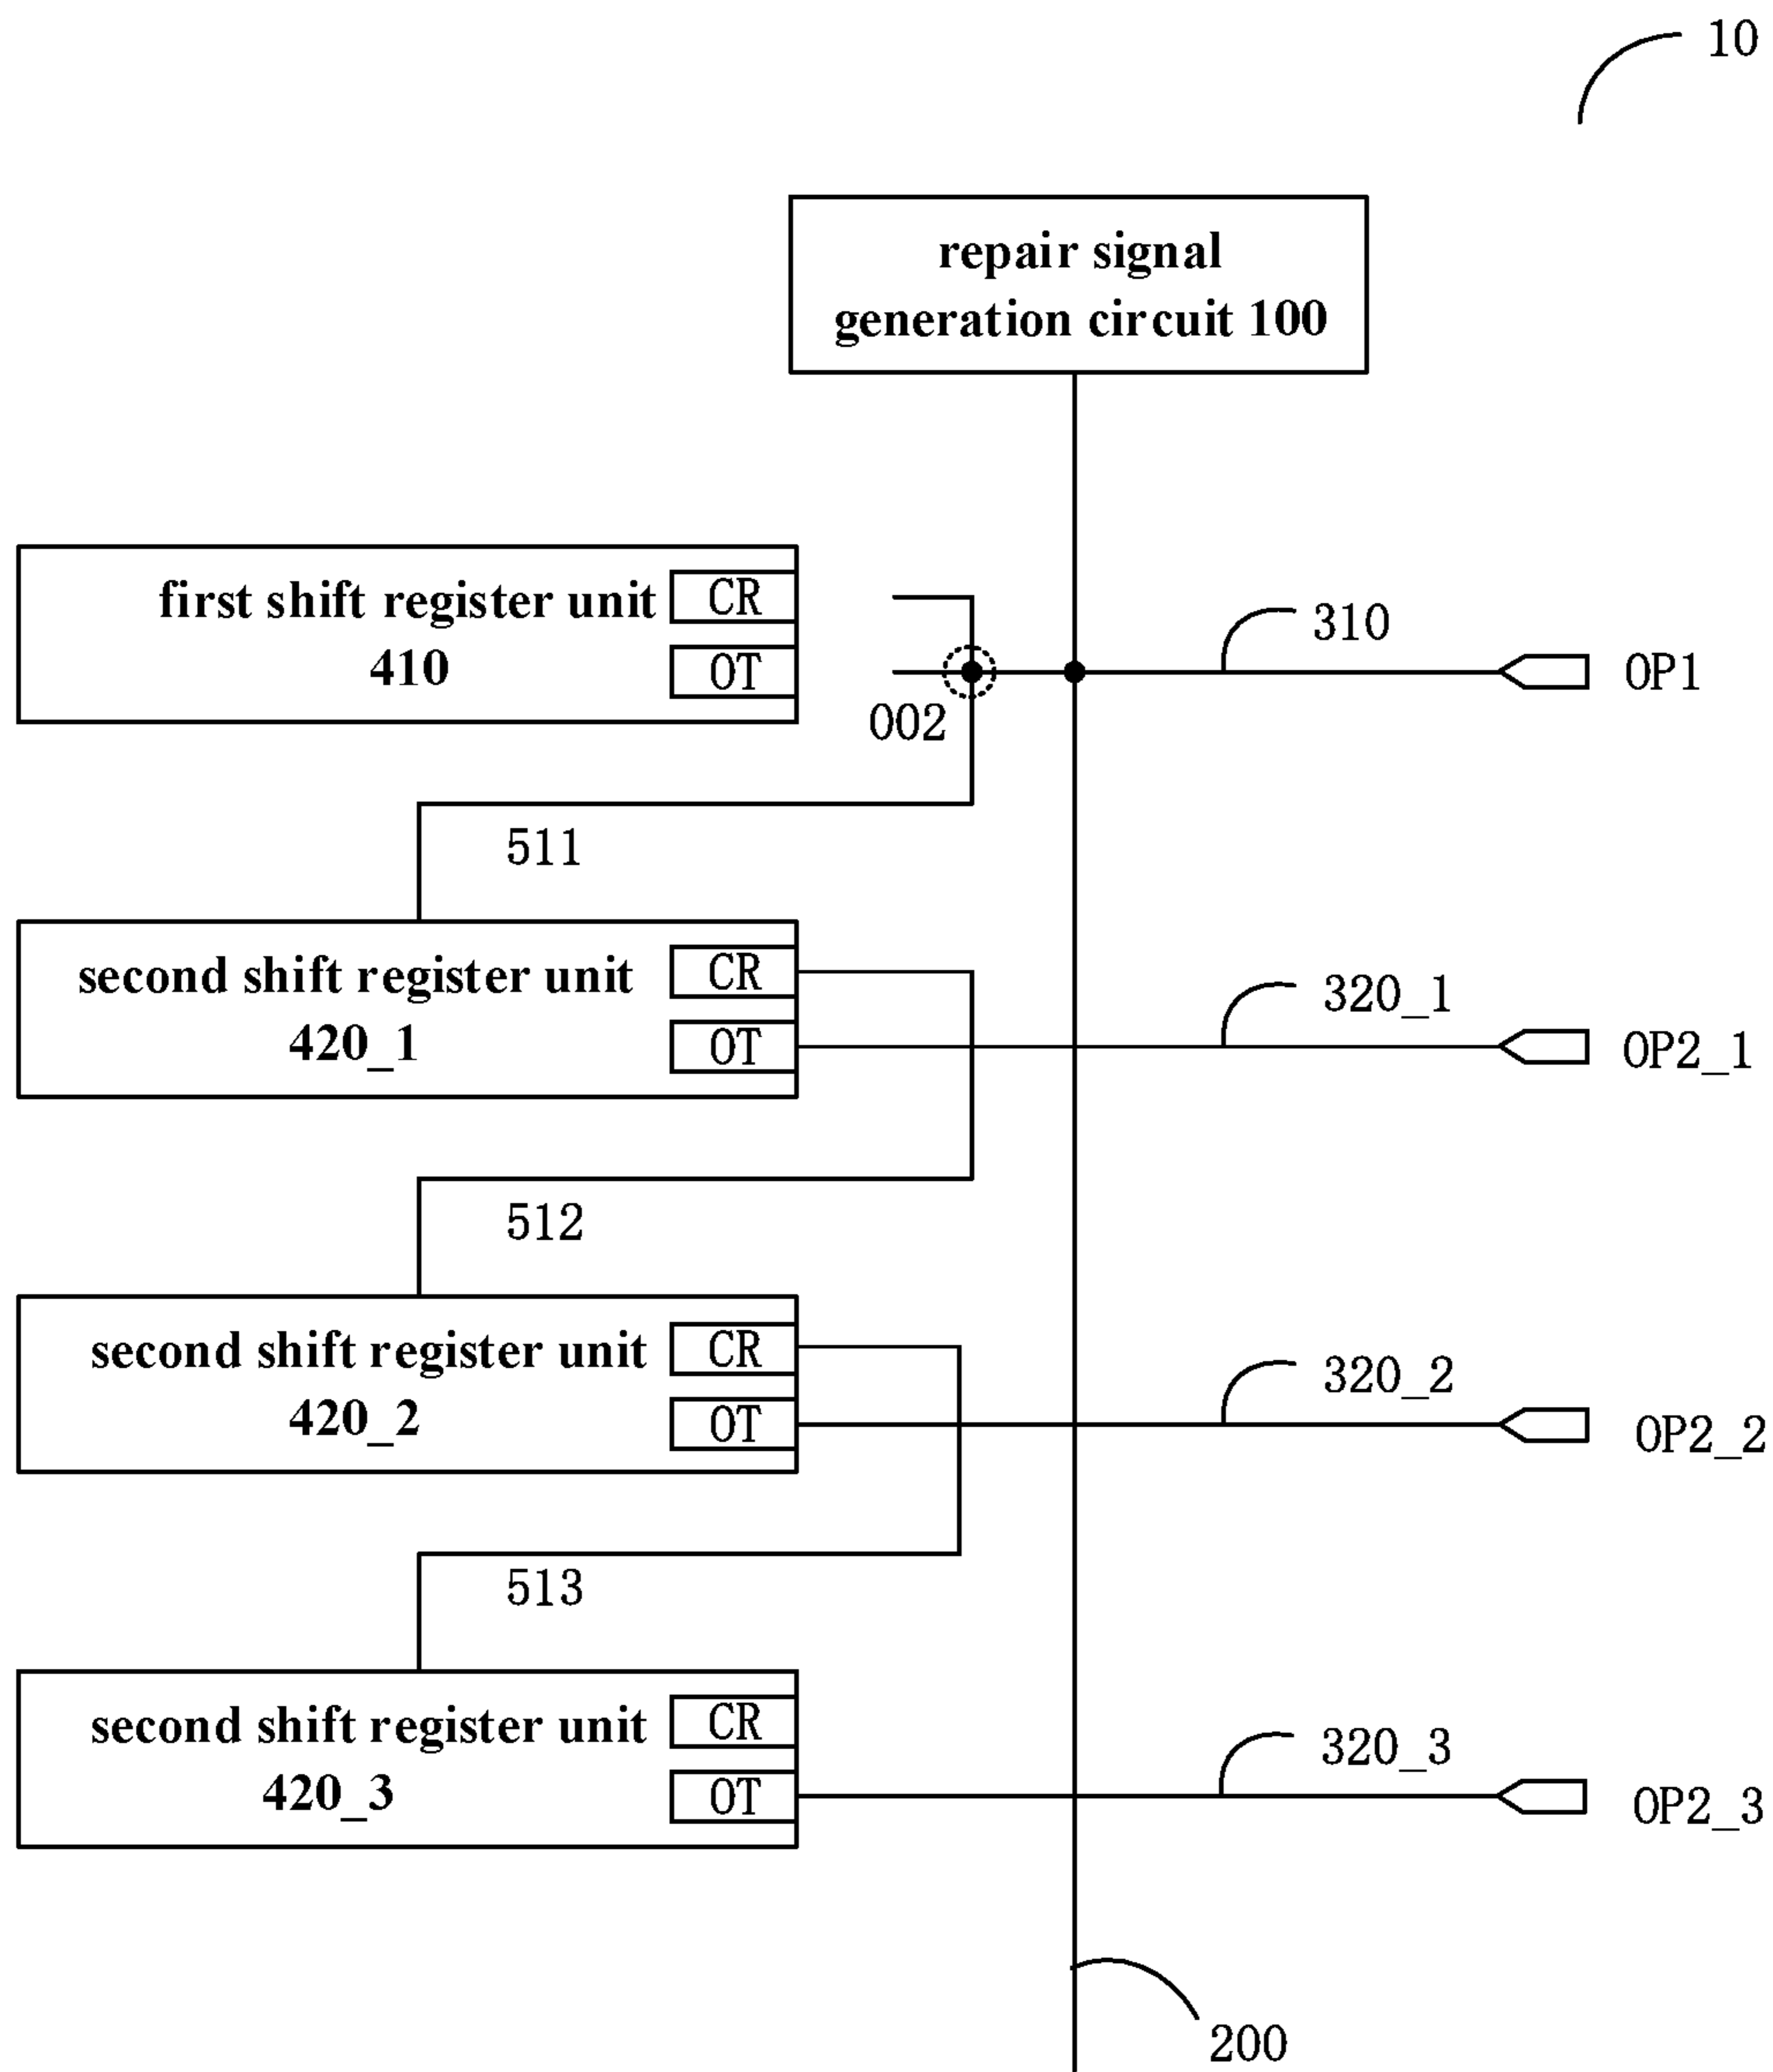 10
repair signal
generation circuit 100
first shift register unit
410
CR
OT
310
OP1
002
511
second shift register unit
420_1
CR
OT
320_1
OP2_1
512
second shift register unit
420_2
CR
OT
320_2
OP2_2
513
second shift register unit
420_3
CR
OT
320_3
OP2_3
200